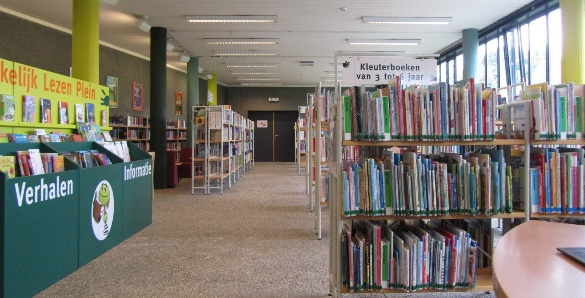 kelijk Lezen Plein
Kleuterboeken
van 3 tot 6 jaar
Verhalen
Informatie